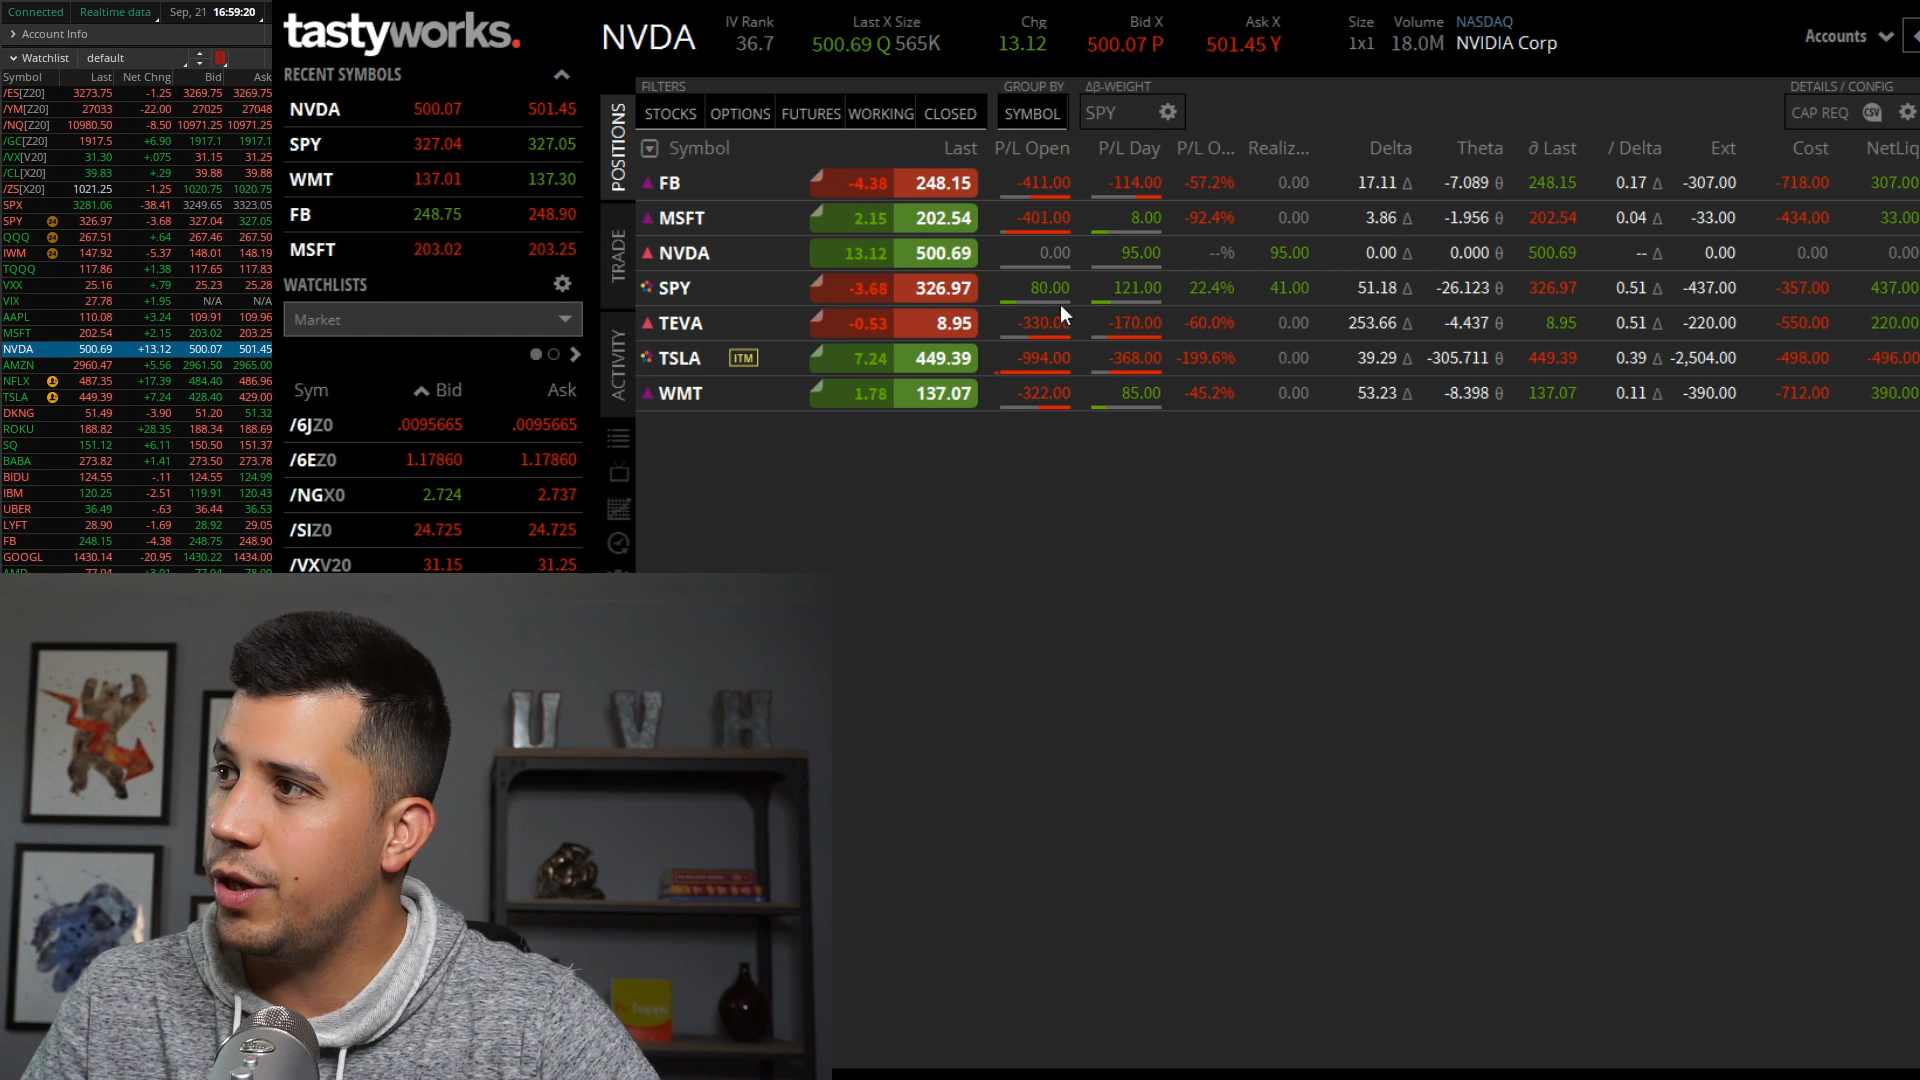 Connected Realtime data Sep, 21 16:59:20
Account Info
Watchlist default
Symbol Last Net Chng Bid Ask
/ES[Z20] 3273.75 -1.25 3269.75 3269.75
/YM[Z20] 27033 -22.00 27025 27048
/NQ[Z20] 10980.50 -8.50 10971.25 10971.25
/GC[Z20] 1917.5 +6.90 1917.1 1917.1
/VX[V20] 31.30 +.075 31.15 31.25
/CL[X20] 39.83 +.29 39.88 39.88
/ZS[X20] 1021.25 -1.25 1020.75 1020.75
SPX 3281.06 -38.41 3249.65 3323.05
SPY 24 326.97 -3.68 327.04 327.05
QQQ 24 267.51 +.64 267.46 267.50
IWM 24 147.92 -5.37 148.01 148.19
TQQQ 117.86 +1.38 117.65 117.83
VXX 25.16 +.79 25.23 25.28
VIX 27.78 +1.95 N/A N/A
AAPL 110.08 +3.24 109.91 109.96
MSFT 202.54 +2.15 203.02 203.25
NVDA 500.69 +13.12 500.07 501.45
AMZN 2960.47 +5.56 2961.50 2965.00
NFLX 487.35 +17.39 484.40 486.96
TSLA 449.39 +7.24 428.40 429.00
DKNG 51.49 -3.90 51.20 51.32
ROKU 188.82 +28.35 188.34 188.69
SQ 151.12 +6.11 150.50 151.37
BABA 273.82 +1.41 273.50 273.78
BIDU 124.55 -.11 124.55 124.99
IBM 120.25 -2.51 119.91 120.43
UBER 36.49 -.63 36.44 36.53
LYFT 28.90 -1.69 28.92 29.05
FB 248.15 -4.38 248.75 248.90
GOOGL 1430.14 -20.95 1430.22 1434.00
tastyworks.
RECENT SYMBOLS
NVDA 500.07 501.45
SPY 327.04 327.05
WMT 137.01 137.30
FB 248.75 248.90
MSFT 203.02 203.25
WATCHLISTS
Market
Sym Bid Ask
/6JZ0 .0095665 .0095665
/6EZ0 1.17860 1.17860
/NGX0 2.724 2.737
/SIZ0 24.725 24.725
/VXV20 31.15 31.25
NVDA
IV Rank Last X Size Chg Bid X Ask X Size Volume NASDAQ
36.7 500.69 Q 565K 13.12 500.07 P 501.45 Y 1x1 18.0M NVIDIA Corp
Accounts
POSITIONS
TRADE
ACTIVITY
FILTERS GROUP BY Δβ-WEIGHT DETAILS / CONFIG
STOCKS OPTIONS FUTURES WORKING CLOSED SYMBOL SPY CAP REQ CSV
Symbol Last P/L Open P/L Day P/L O... Realiz... Delta Theta ∂ Last / Delta Ext Cost NetLiq
FB -4.38 248.15 -411.00 -114.00 -57.2% 0.00 17.11 Δ -7.089 θ 248.15 0.17 Δ -307.00 -718.00 307.00
MSFT 2.15 202.54 -401.00 8.00 -92.4% 0.00 3.86 Δ -1.956 θ 202.54 0.04 Δ -33.00 -434.00 33.00
NVDA 13.12 500.69 0.00 95.00 --% 95.00 0.00 Δ 0.000 θ 500.69 -- Δ 0.00 0.00 0.00
SPY -3.68 326.97 80.00 121.00 22.4% 41.00 51.18 Δ -26.123 θ 326.97 0.51 Δ -437.00 -357.00 437.00
TEVA -0.53 8.95 -330.0 -170.00 -60.0% 0.00 253.66 Δ -4.437 θ 8.95 0.51 Δ -220.00 -550.00 220.00
TSLA ITM 7.24 449.39 -994.00 -368.00 -199.6% 0.00 39.29 Δ -305.711 θ 449.39 0.39 Δ -2,504.00 -498.00 -496.00
WMT 1.78 137.07 -322.00 85.00 -45.2% 0.00 53.23 Δ -8.398 θ 137.07 0.11 Δ -390.00 -712.00 390.00
U V H